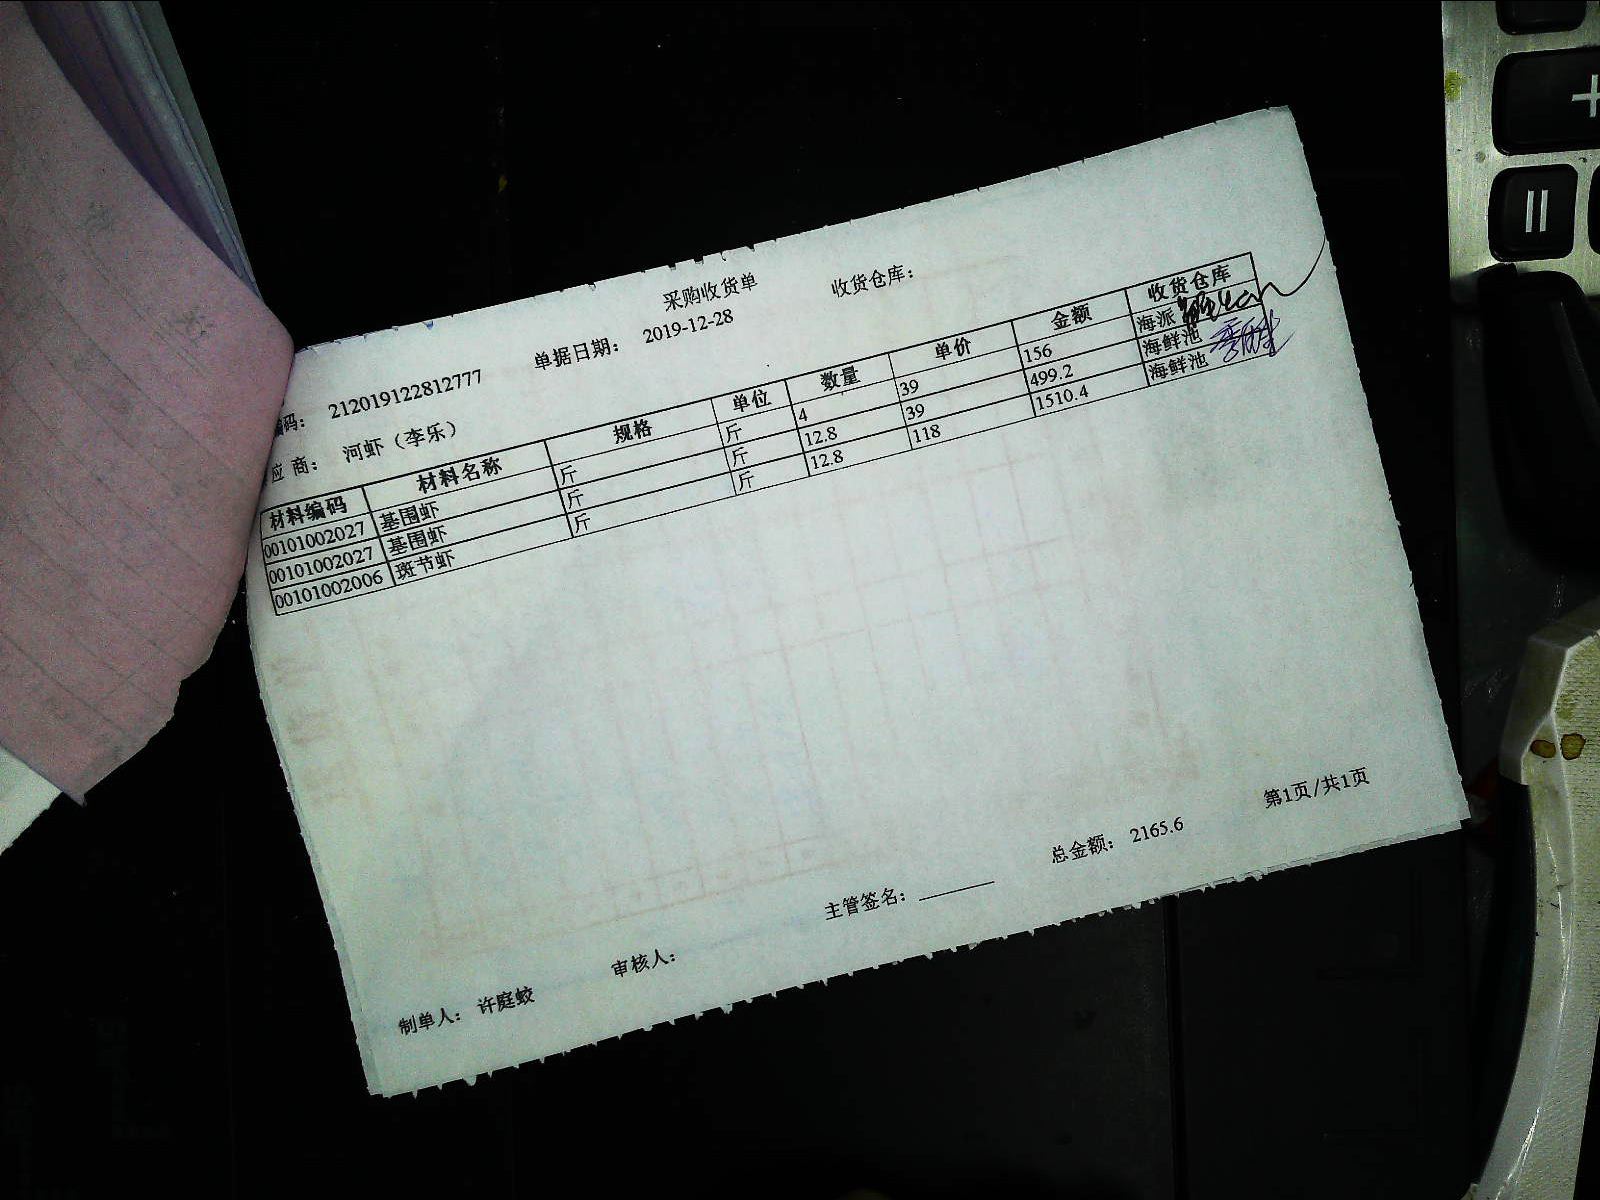 采购收货单 收货仓库：
编码： 212019122812777 单据日期： 2019-12-28
应商： 河虾（李乐）
材料编码 材料名称 规格 单位 数量 单价 金额 收货仓库
00101002027 基围虾 斤 斤 4 39 156 海派
00101002027 基围虾 斤 斤 12.8 39 499.2 海鲜池
00101002006 斑节虾 斤 斤 12.8 118 1510.4 海鲜池
制单人： 许庭蛟 审核人： 主管签名： 总金额： 2165.6 第1页/共1页
+
=